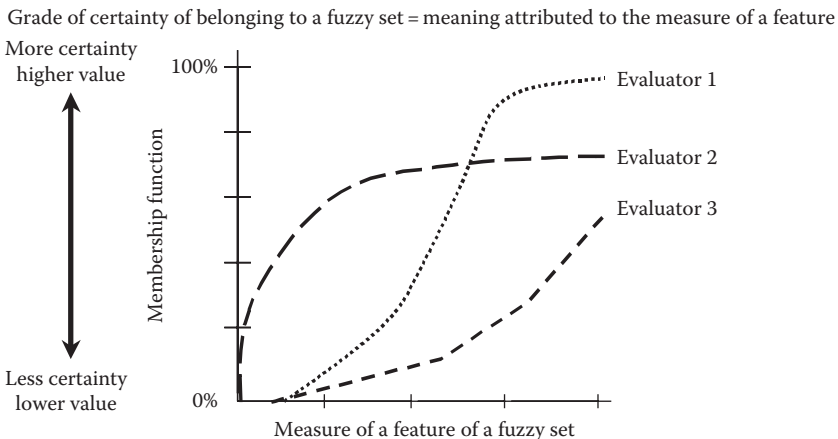 Grade of certainty of belonging to a fuzzy set = meaning attributed to the measure of a feature
More certainty
higher value
100%
Evaluator 1
Membership function
Evaluator 2
Evaluator 3
Less certainty
lower value
0%
Measure of a feature of a fuzzy set